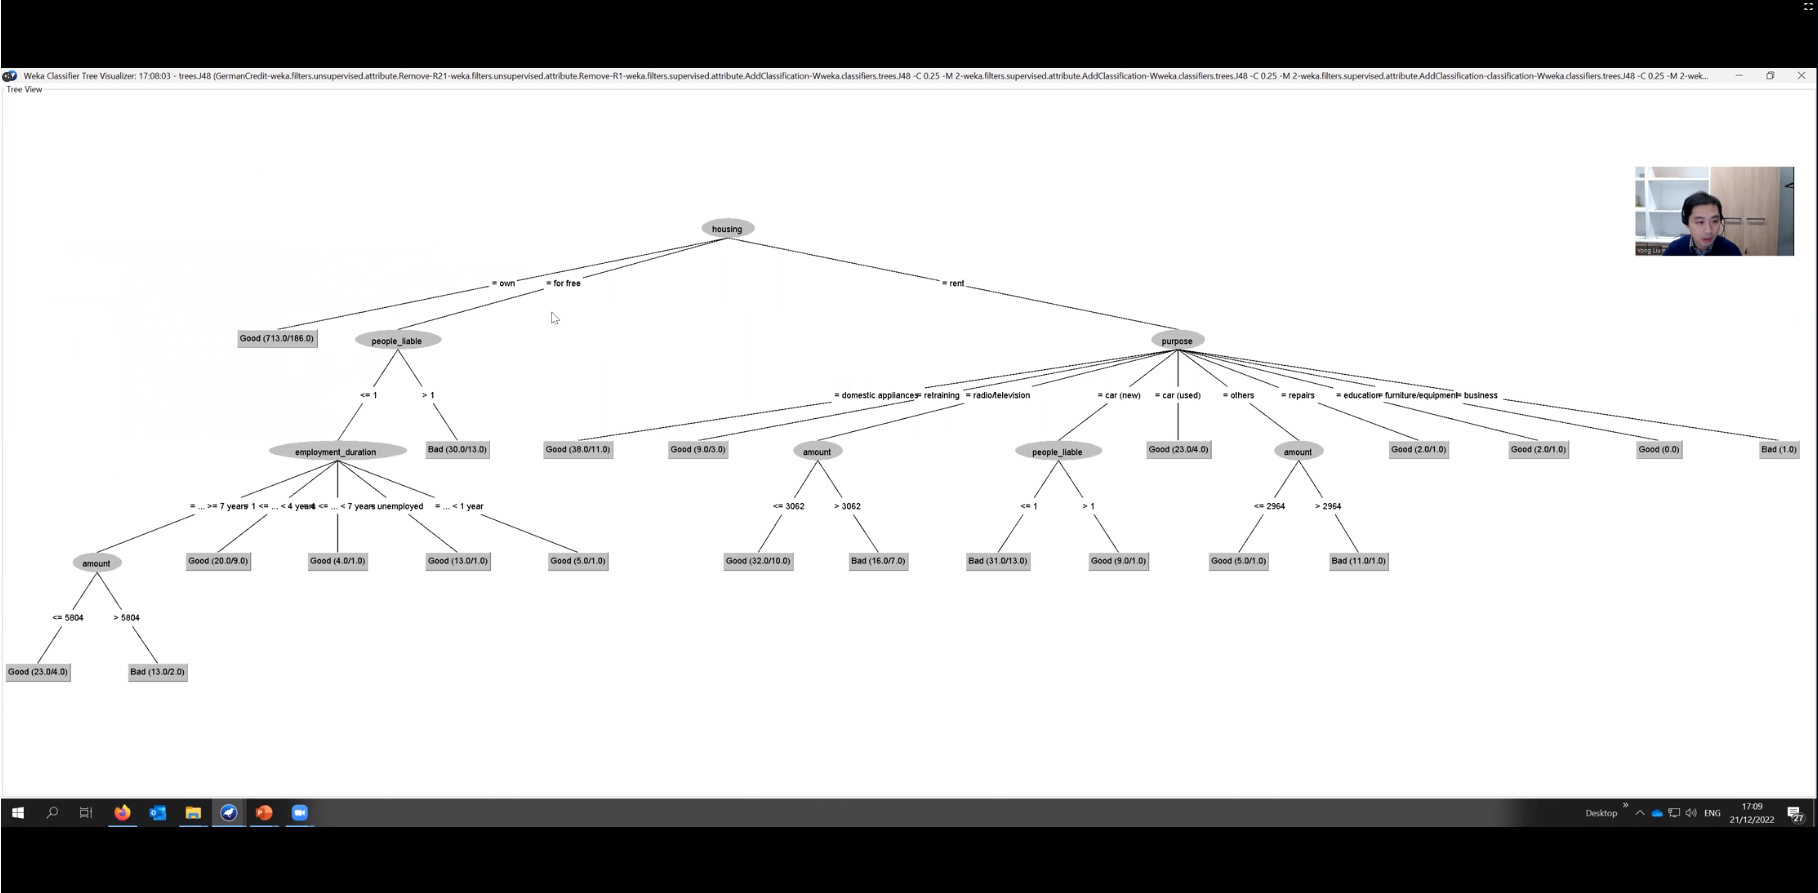 Weka Classifier Tree Visualizer: 17:08:03 - trees.J48 (GermanCredit-weka.filters.unsupervised.attribute.Remove-R21-weka.filters.unsupervised.attribute.Remove-R1-weka.filters.supervised.attribute.AddClassification-Wweka.classifiers.trees.J48 -C 0.25 -M 2-weka.filters.supervised.attribute.AddClassification-Wweka.classifiers.trees.J48 -C 0.25 -M 2-weka.filters.supervised.attribute.AddClassification-classification-Wweka.classifiers.trees.J48 -C 0.25 -M 2-wek...
Tree View
housing
= own = for free = rent
Good (713.0/186.0) people_liable purpose
<= 1 > 1 = domestic appliances = retraining = radio/television = car (new) = car (used) = others = repairs = education = furniture/equipment = business
employment_duration Bad (30.0/13.0) Good (38.0/11.0) Good (9.0/3.0) amount people_liable Good (23.0/4.0) amount Good (2.0/1.0) Good (2.0/1.0) Good (0.0) Bad (1.0)
= ... >= 7 years 1 <= ... < 4 years 4 <= ... < 7 years unemployed = ... < 1 year <= 3062 > 3062 <= 1 > 1 <= 2964 > 2964
amount Good (20.0/9.0) Good (4.0/1.0) Good (13.0/1.0) Good (5.0/1.0) Good (32.0/10.0) Bad (16.0/7.0) Bad (31.0/13.0) Good (9.0/1.0) Good (5.0/1.0) Bad (11.0/1.0)
<= 5804 > 5804
Good (23.0/4.0) Bad (13.0/2.0)
Desktop ENG 17:09
21/12/2022 27